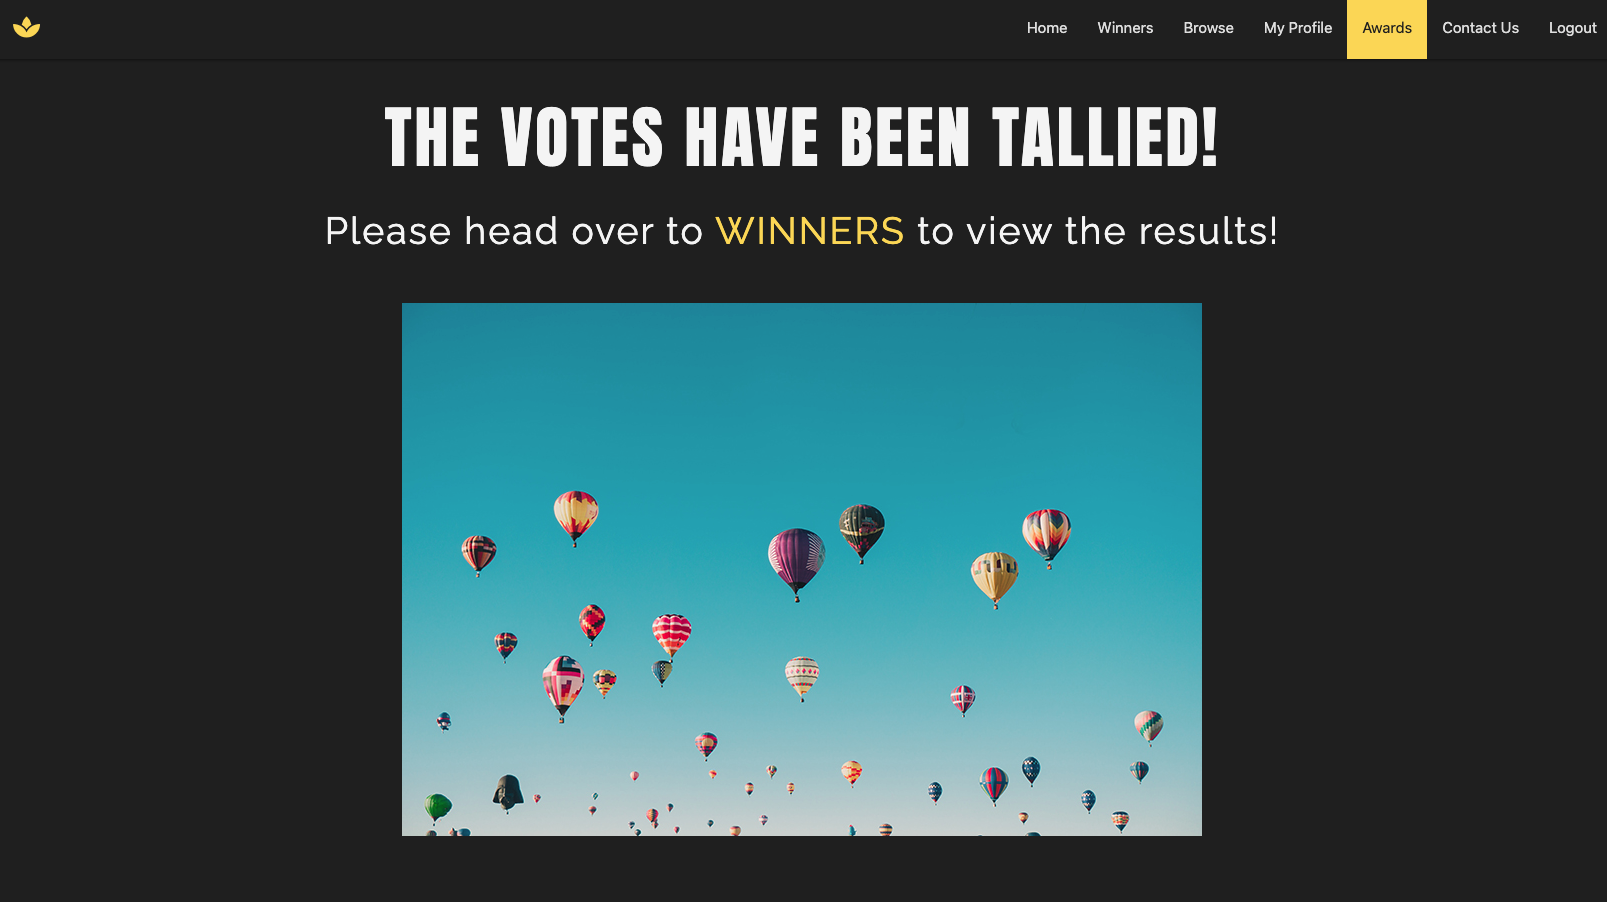 Home Winners Browse My Profile Awards Contact Us Logout
THE VOTES HAVE BEEN TALLIED!
Please head over to WINNERS to view the results!